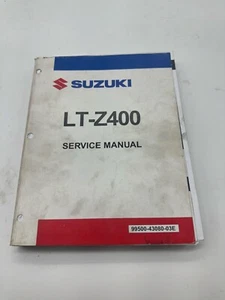 SUZUKI
LT-Z400
SERVICE MANUAL
99500-43060-03E